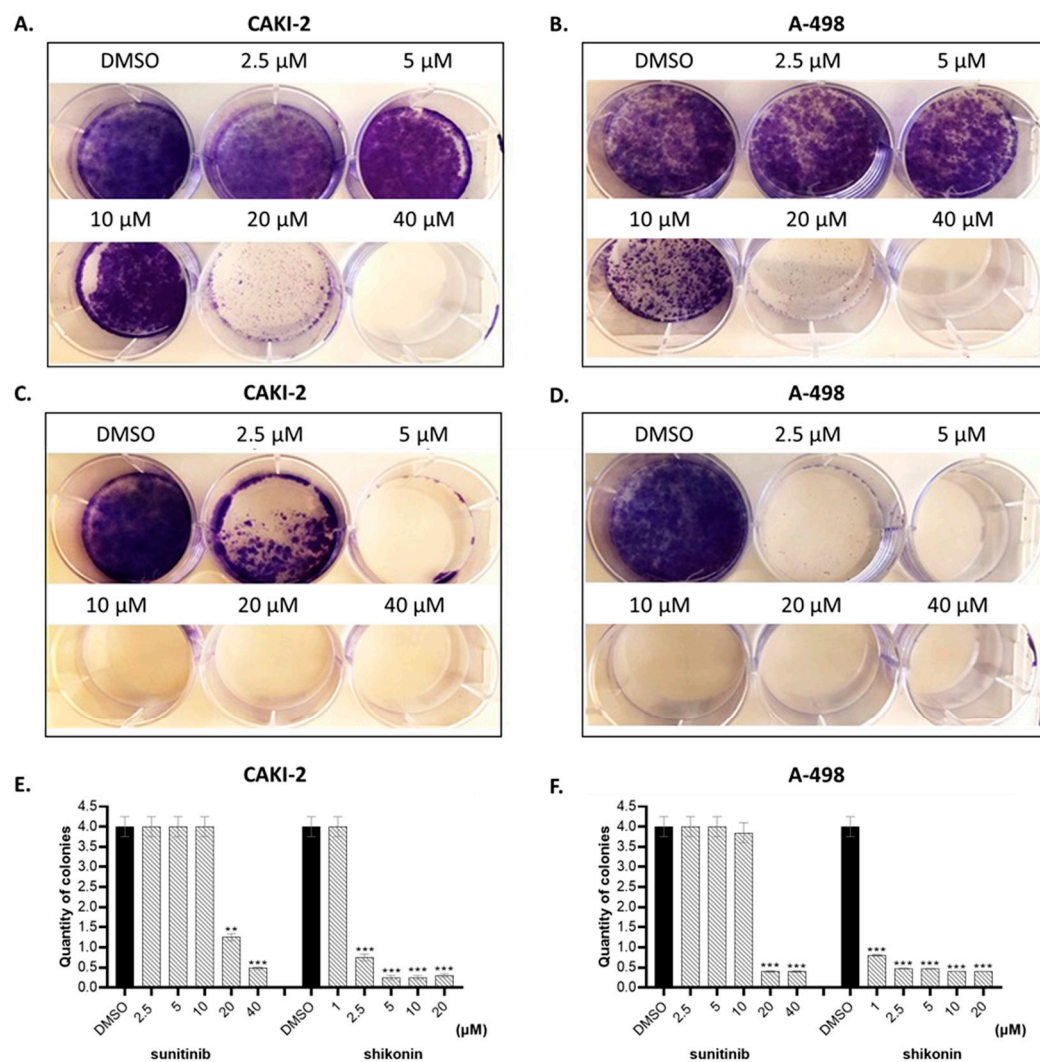 A. CAKI-2
DMSO 2.5 µM 5 µM
10 µM 20 µM 40 µM
B. A-498
DMSO 2.5 µM 5 µM
10 µM 20 µM 40 µM
C. CAKI-2
DMSO 2.5 µM 5 µM
10 µM 20 µM 40 µM
D. A-498
DMSO 2.5 µM 5 µM
10 µM 20 µM 40 µM
E. CAKI-2
Quantity of colonies
4.5
4.0
3.5
3.0
2.5
2.0
1.5
1.0
0.5
0.0
** *** *** *** *** ***
DMSO 2.5 5 10 20 40 DMSO 1 2.5 5 10 20 (µM)
sunitinib shikonin
F. A-498
Quantity of colonies
4.5
4.0
3.5
3.0
2.5
2.0
1.5
1.0
0.5
0.0
*** *** *** *** *** *** ***
DMSO 2.5 5 10 20 40 DMSO 1 2.5 5 10 20 (µM)
sunitinib shikonin